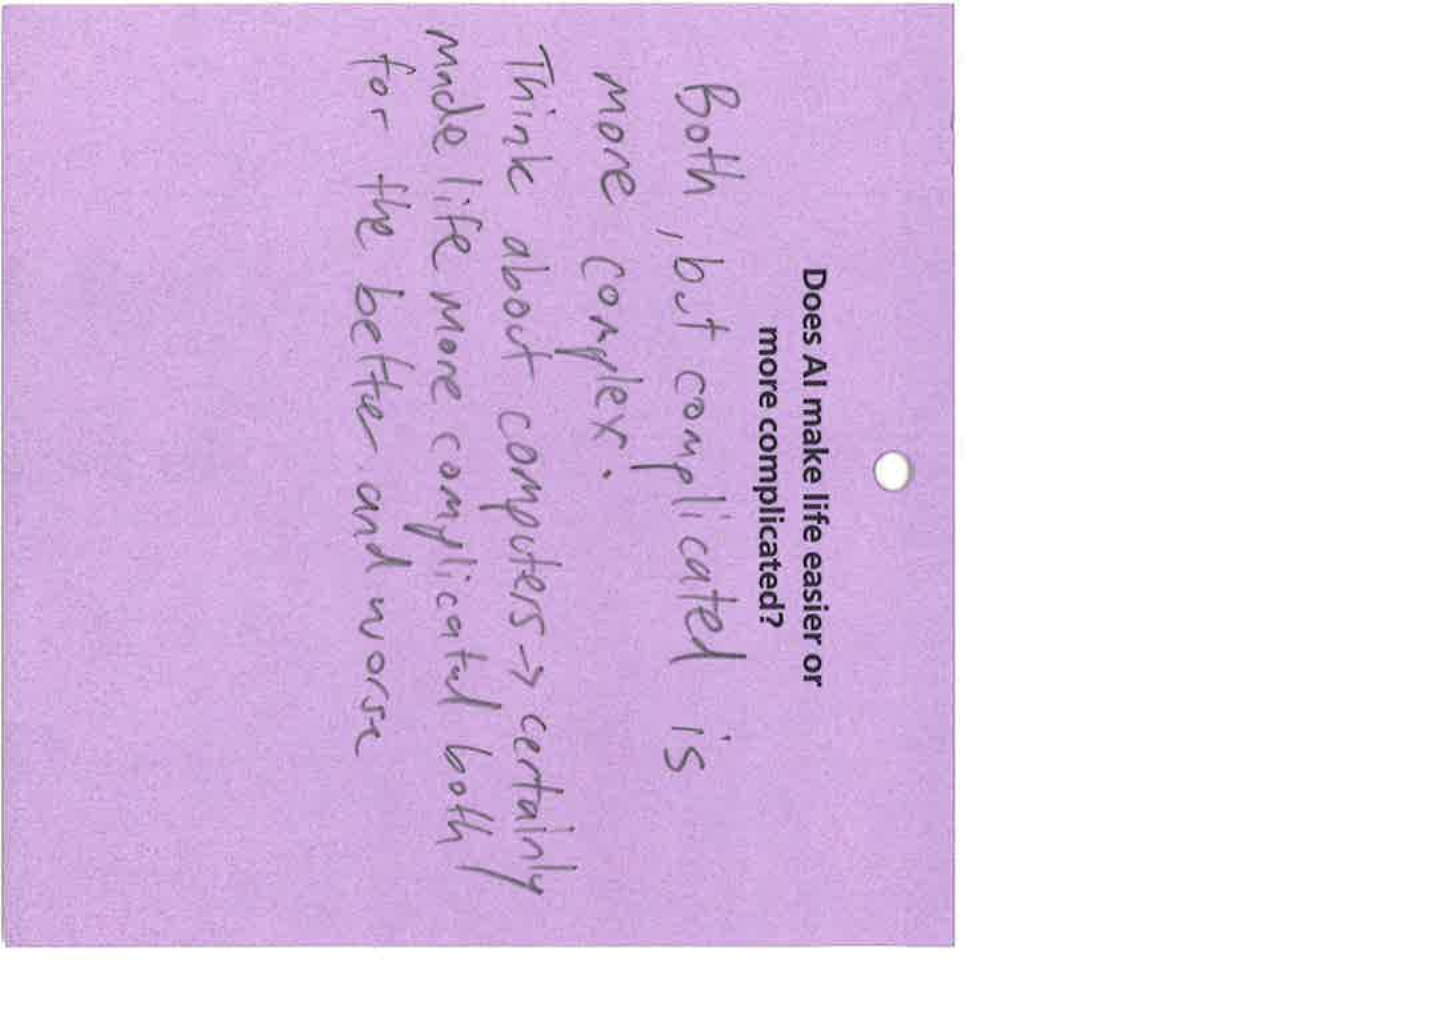 Does AI make life easier or
more complicated?
Both, but complicated is
more complex.
Think about computers → certainly
made life more complicated both
for the better and worse